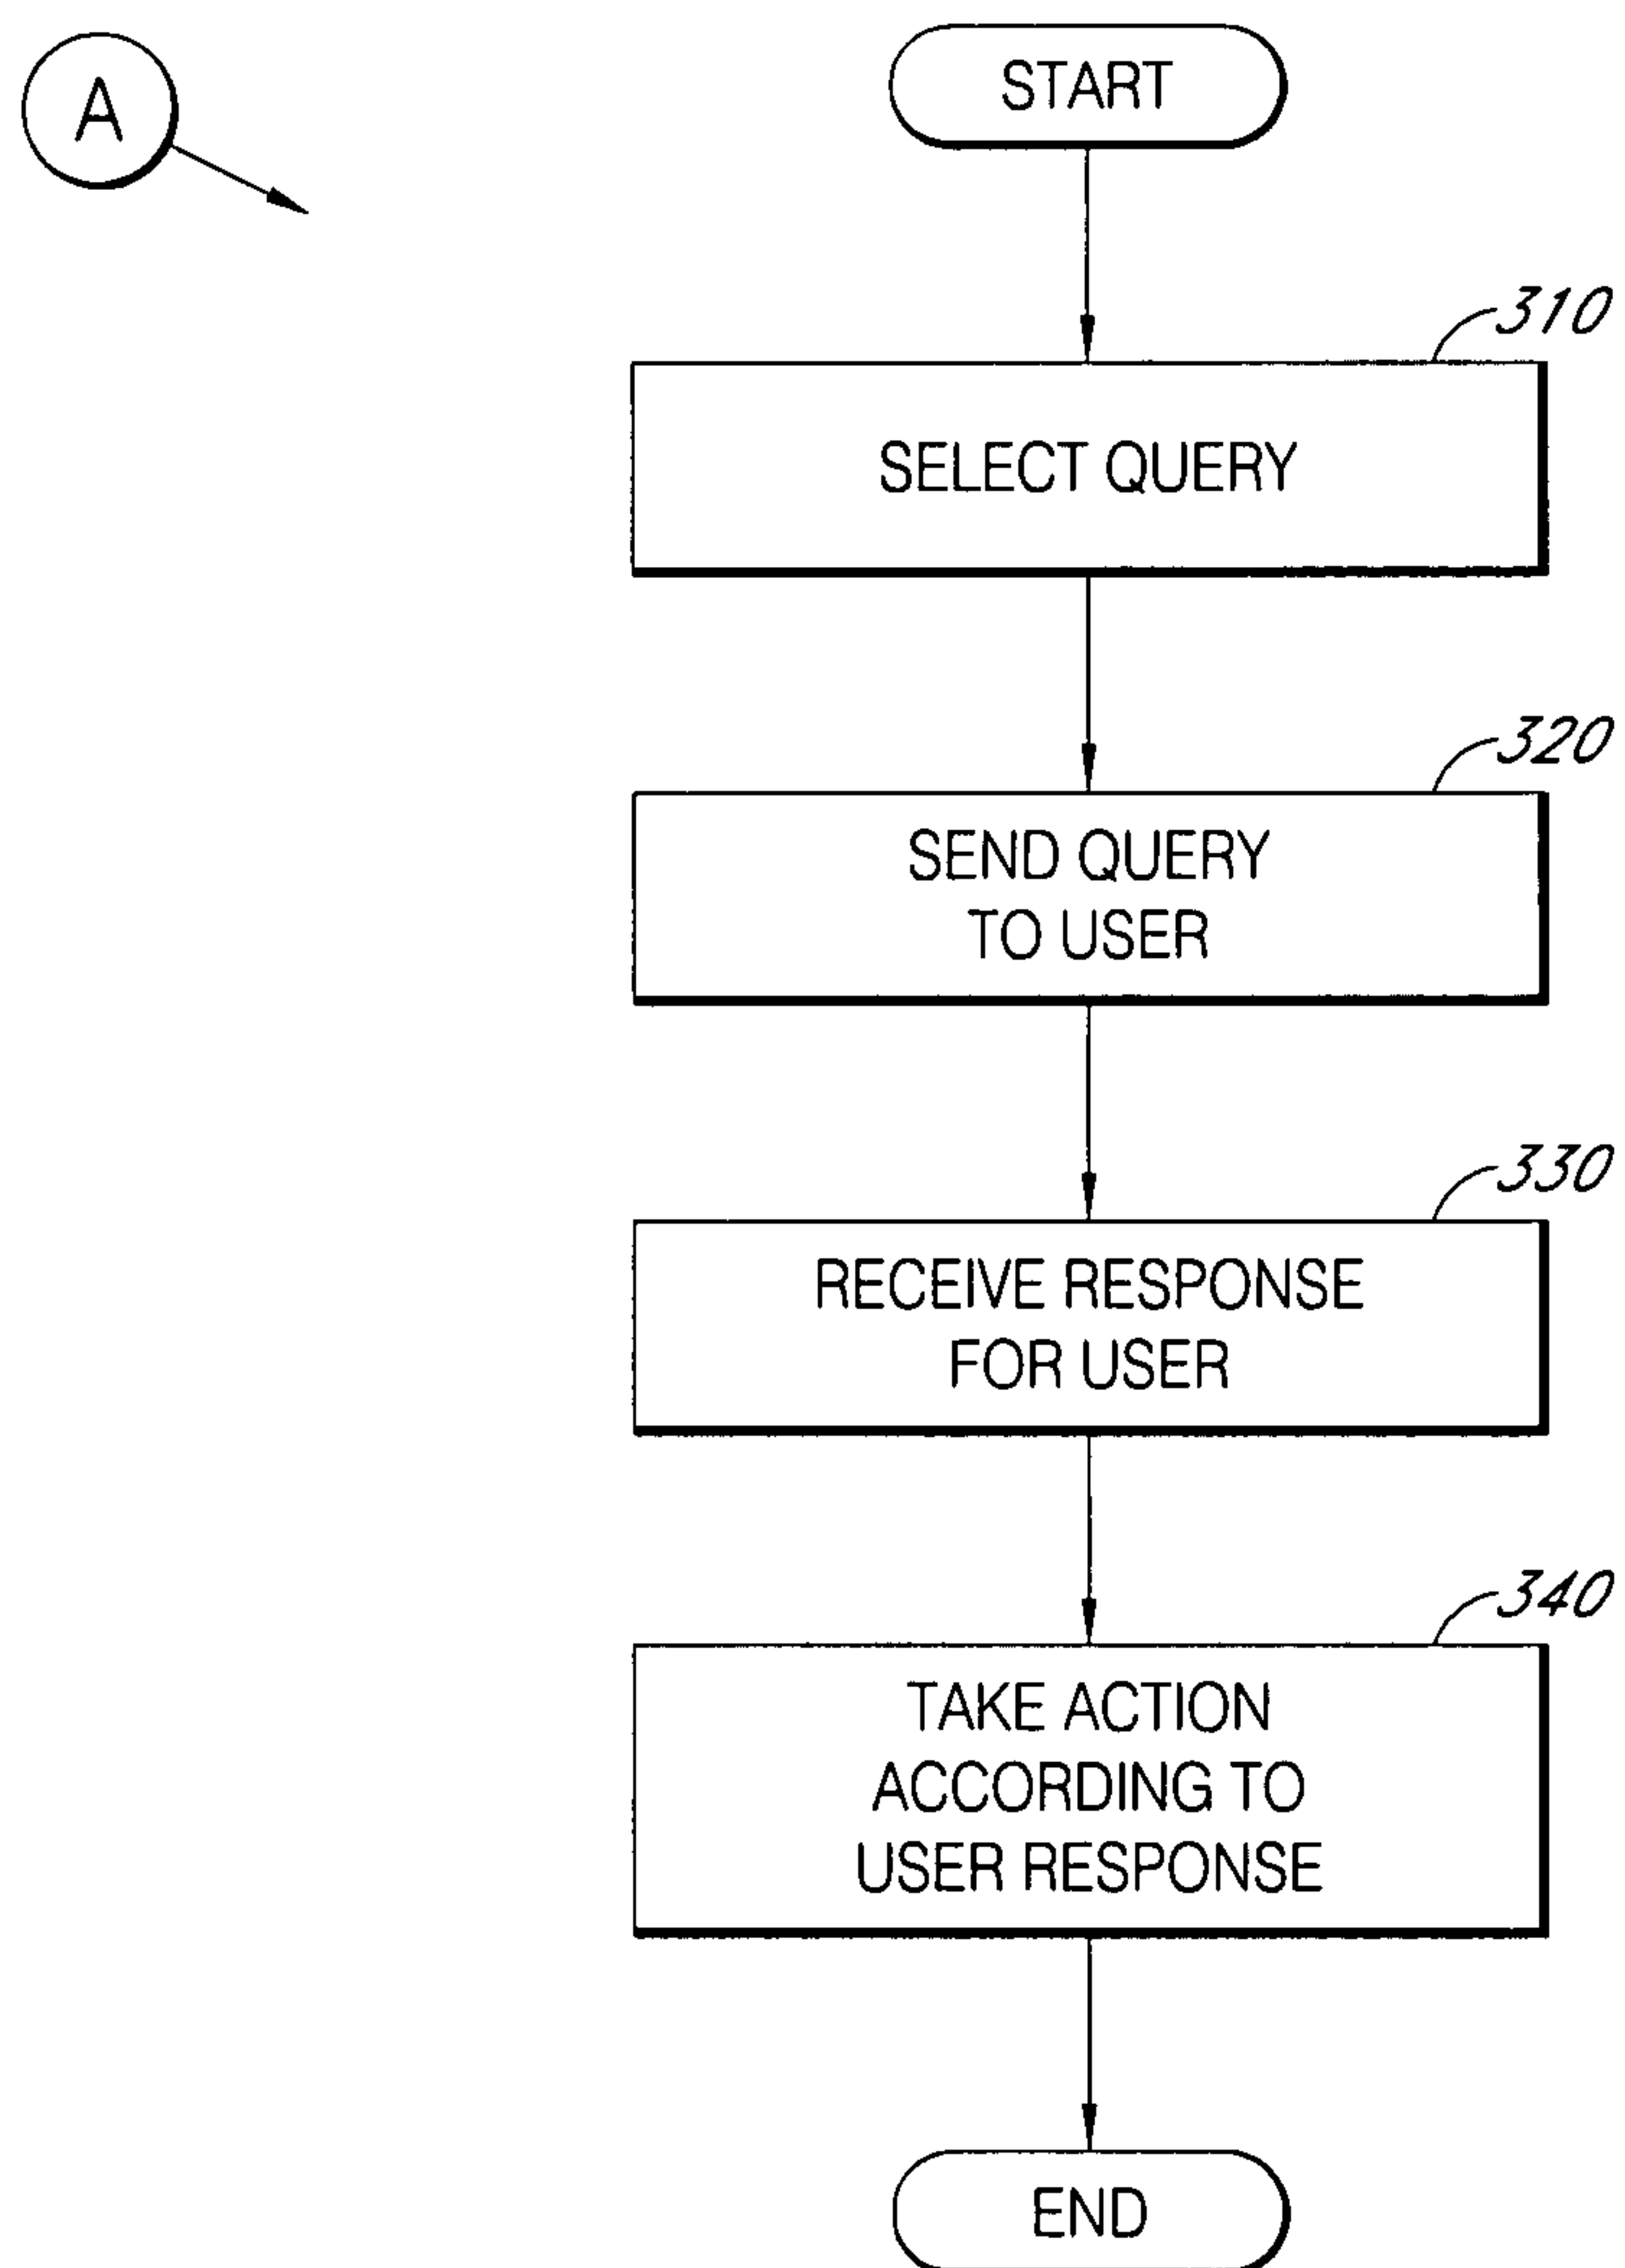 A
START
310
SELECT QUERY
320
SEND QUERY
TO USER
330
RECEIVE RESPONSE
FOR USER
340
TAKE ACTION
ACCORDING TO
USER RESPONSE
END